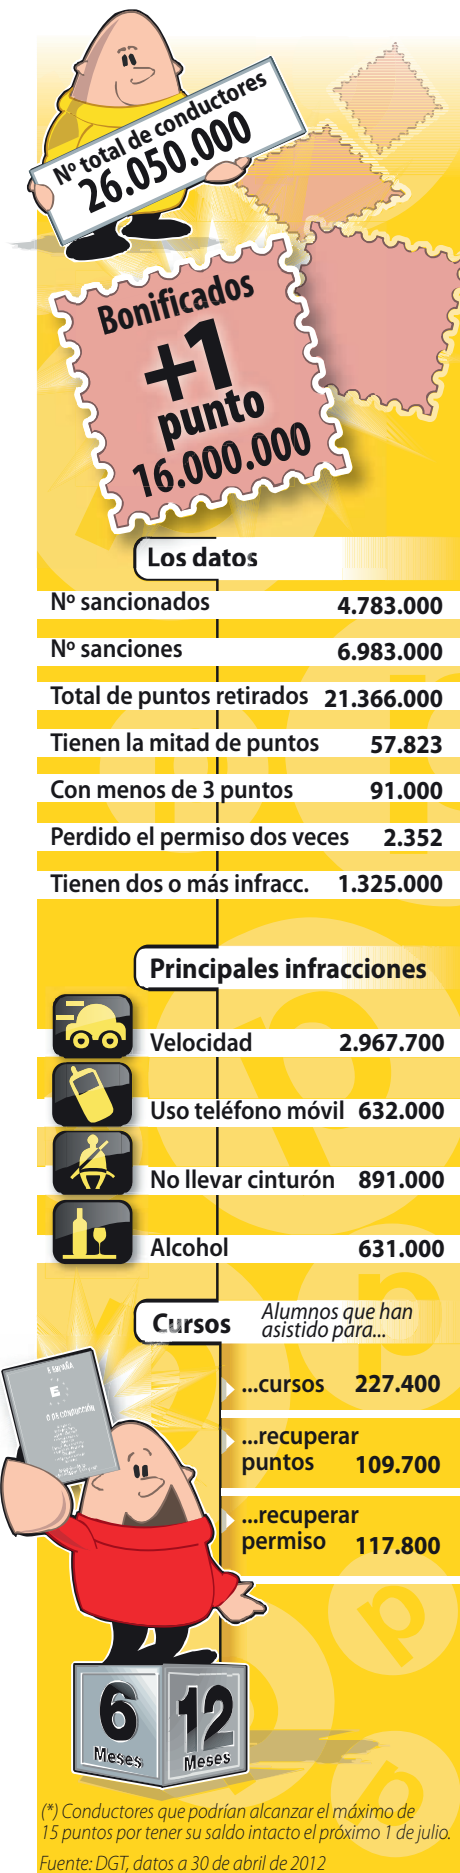 Nº total de conductores
26.050.000
Bonificados
+1
punto
16.000.000
Los datos
Nº sancionados 4.783.000
Nº sanciones 6.983.000
Total de puntos retirados 21.366.000
Tienen la mitad de puntos 57.823
Con menos de 3 puntos 91.000
Perdido el permiso dos veces 2.352
Tienen dos o más infracc. 1.325.000
Principales infracciones
Velocidad 2.967.700
Uso teléfono móvil 632.000
No llevar cinturón 891.000
Alcohol 631.000
Cursos
Alumnos que han
asistido para...
...cursos 227.400
...recuperar
puntos 109.700
...recuperar
permiso 117.800
E ESPAÑA
E
O DE CONDUCCIÓN
6
Meses
12
Meses
(*) Conductores que podrían alcanzar el máximo de
15 puntos por tener su saldo intacto el próximo 1 de julio.
Fuente: DGT, datos a 30 de abril de 2012